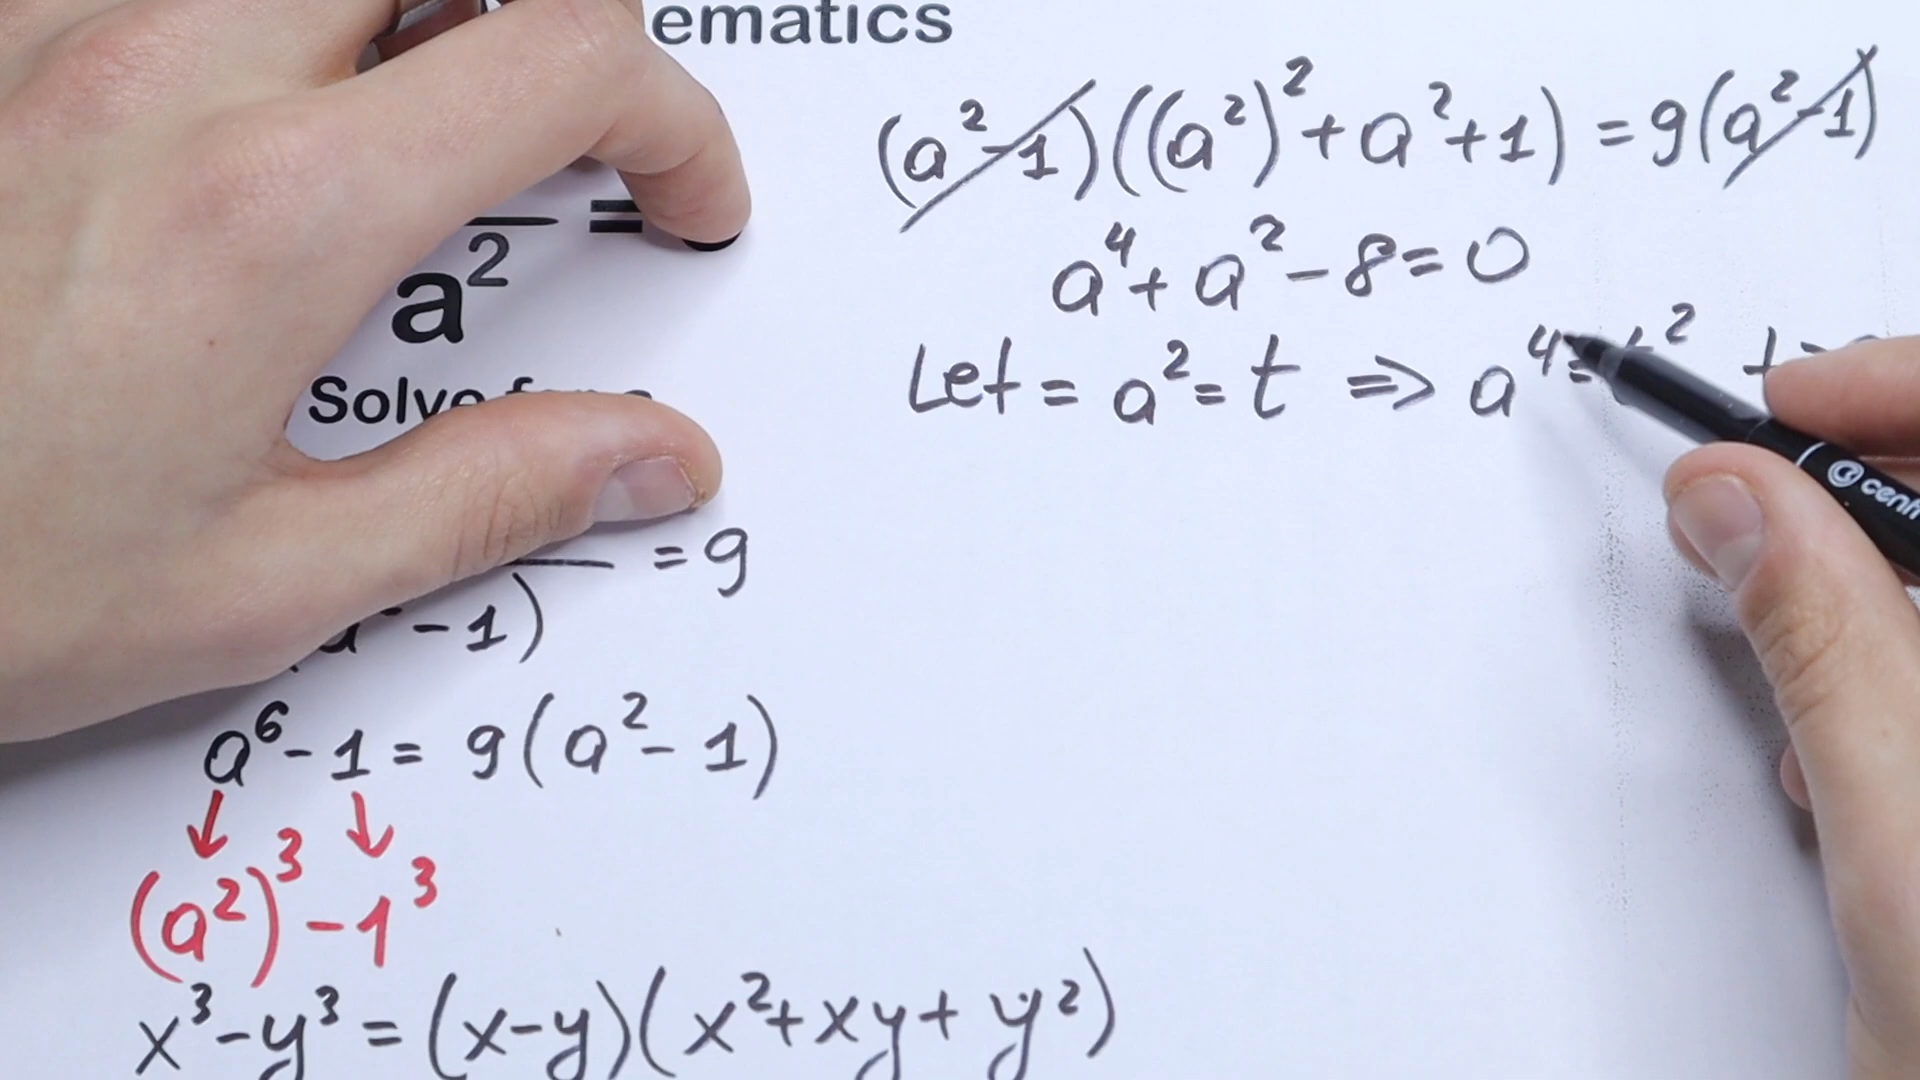 ematics
=
a²
Solve
= 9
- 1)
a⁶ - 1 = 9(a² - 1)
(a²)³ - 1³
x³ - y³ = (x - y)(x² + xy + y²)
(a² - 1)((a²)² + a² + 1) = 9(a² - 1)
a⁴ + a² - 8 = 0
Let = a² = t ⇒ a⁴ = t²